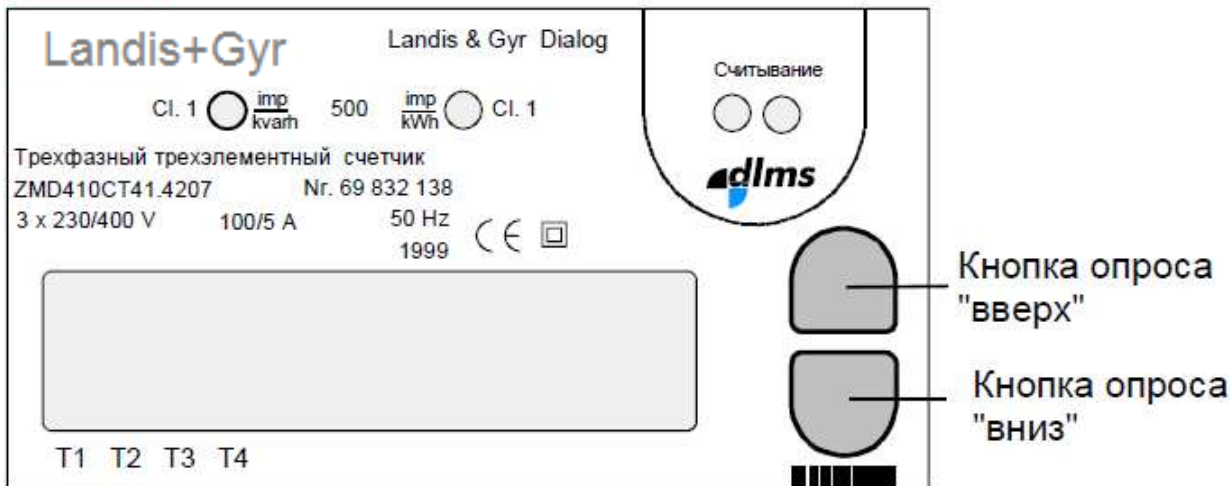 Landis+Gyr
Landis & Gyr Dialog
Считывание
Cl. 1 imp/kvarh 500 imp/kWh Cl. 1
Трехфазный трехэлементный счетчик
ZMD410CT41.4207 Nr. 69 832 138
3 x 230/400 V 100/5 A 50 Hz
1999 CE
dlms
Кнопка опроса
"вверх"
Кнопка опроса
"вниз"
T1 T2 T3 T4